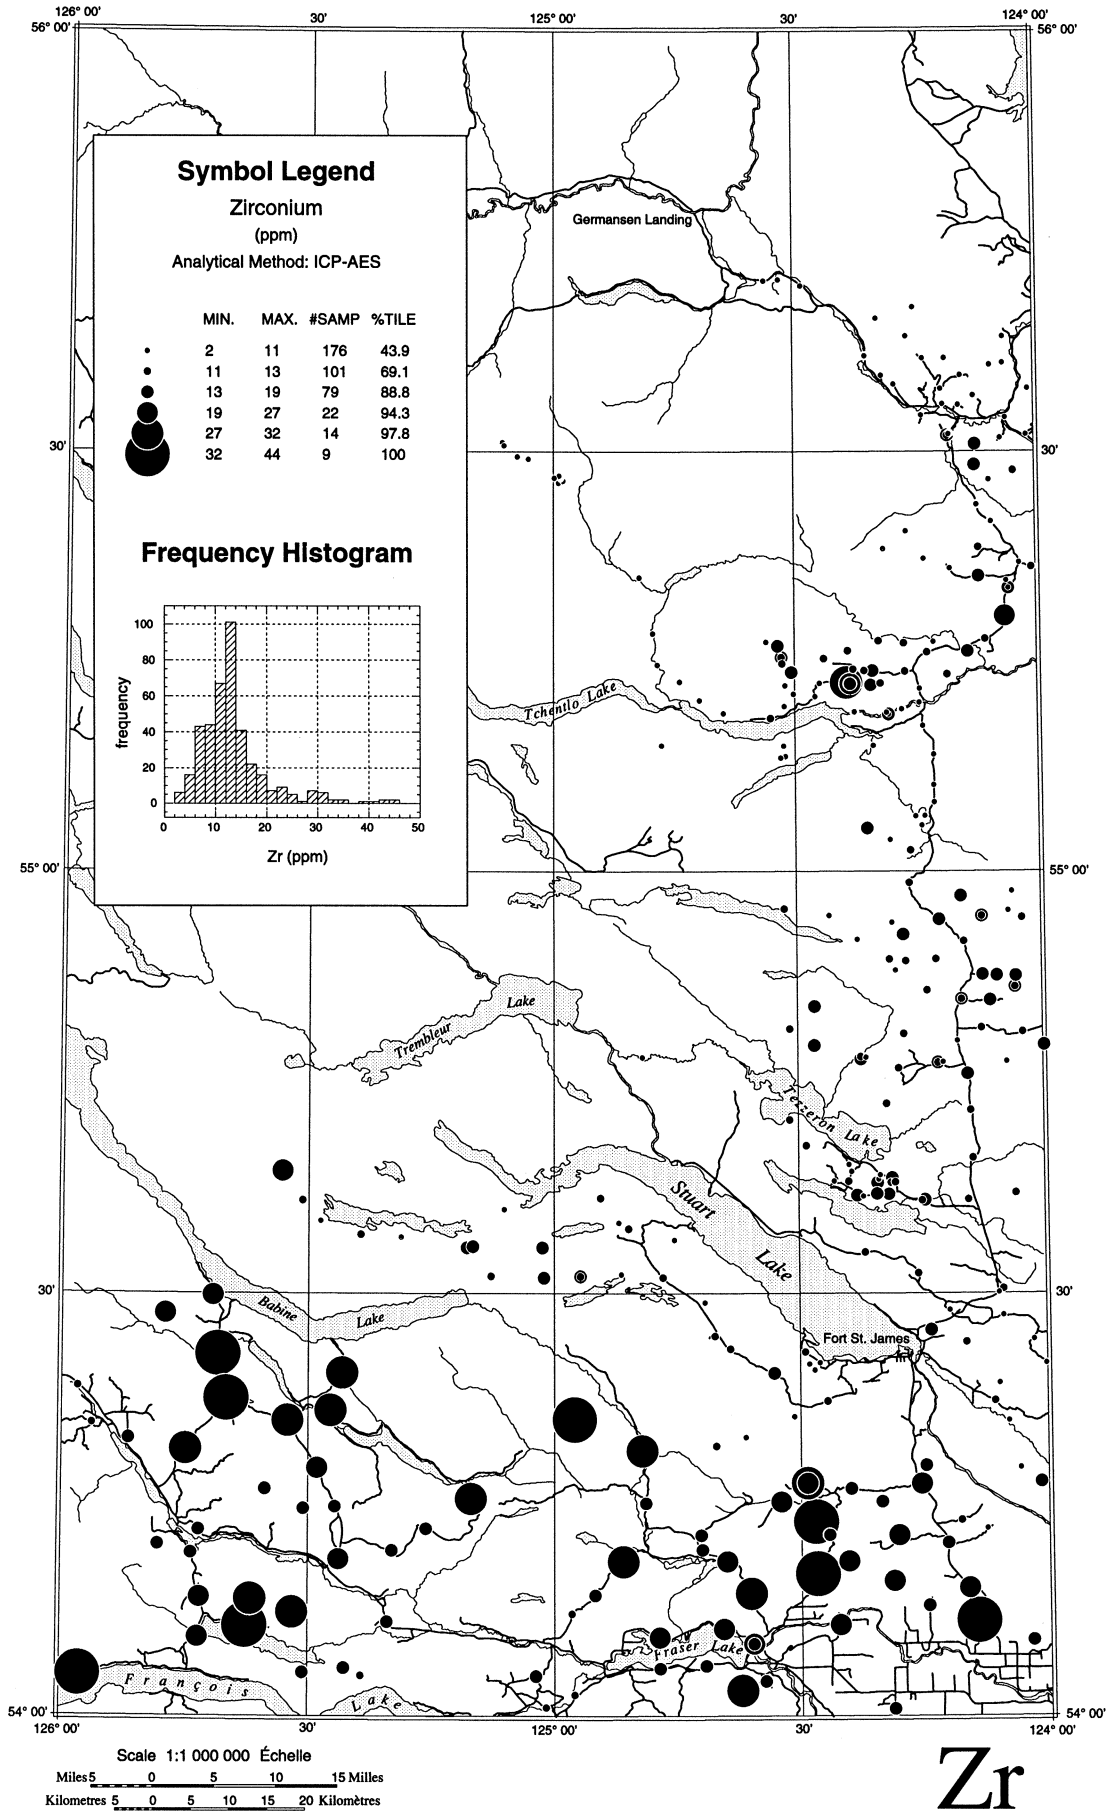 126° 00' 30' 125° 00' 30' 124° 00'
56° 00' 56° 00'
Symbol Legend
Zirconium
(ppm)
Analytical Method: ICP-AES
MIN. MAX. #SAMP %TILE
2 11 176 43.9
11 13 101 69.1
13 19 79 88.8
19 27 22 94.3
27 32 14 97.8
32 44 9 100
Germansen Landing
30' 30'
Frequency Histogram
frequency
100
80
60
40
20
0
0 10 20 30 40 50
Zr (ppm)
Tchentlo Lake
55° 00' 55° 00'
Trembleur Lake
Tezzeron Lake
Stuart Lake
30' 30'
Babine Lake
Fort St. James
Fraser Lake
François Lake
54° 00' 54° 00'
126° 00' 30' 125° 00' 30' 124° 00'
Scale 1:1 000 000 Échelle
Miles 5 0 5 10 15 Milles
Kilometres 5 0 5 10 15 20 Kilomètres
Zr